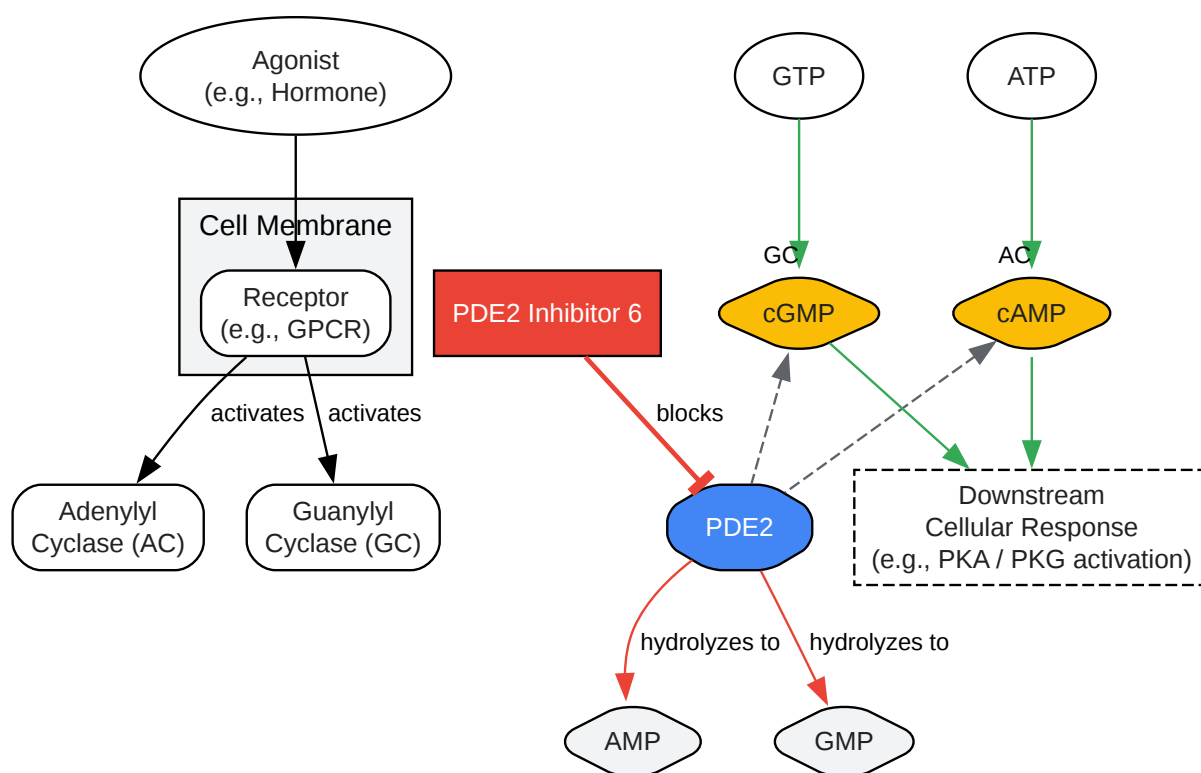 Agonist
(e.g., Hormone)
GTP
ATP
Cell Membrane
GC
AC
Receptor
(e.g., GPCR)
PDE2 Inhibitor 6
cGMP
cAMP
activates
activates
blocks
Adenylyl
Cyclase (AC)
Guanylyl
Cyclase (GC)
PDE2
Downstream
Cellular Response
(e.g., PKA / PKG activation)
hydrolyzes to
hydrolyzes to
AMP
GMP